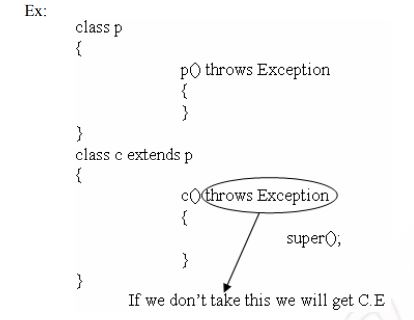 Ex:
class p
{
p() throws Exception
{
}
}
class c extends p
{
c() throws Exception
{
super();
}
}
If we don't take this we will get C.E